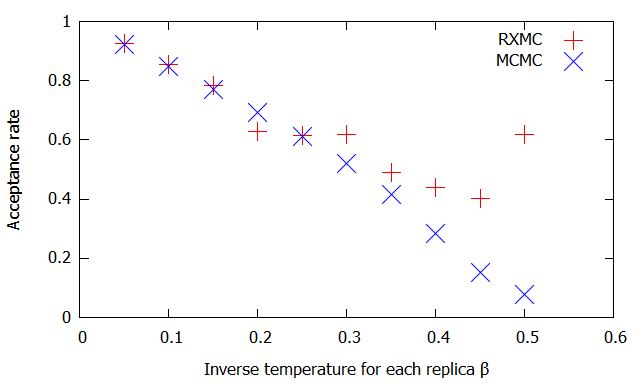 1
0.8
0.6
0.4
0.2
0
Acceptance rate
RXMC
MCMC
0 0.1 0.2 0.3 0.4 0.5 0.6
Inverse temperature for each replica β